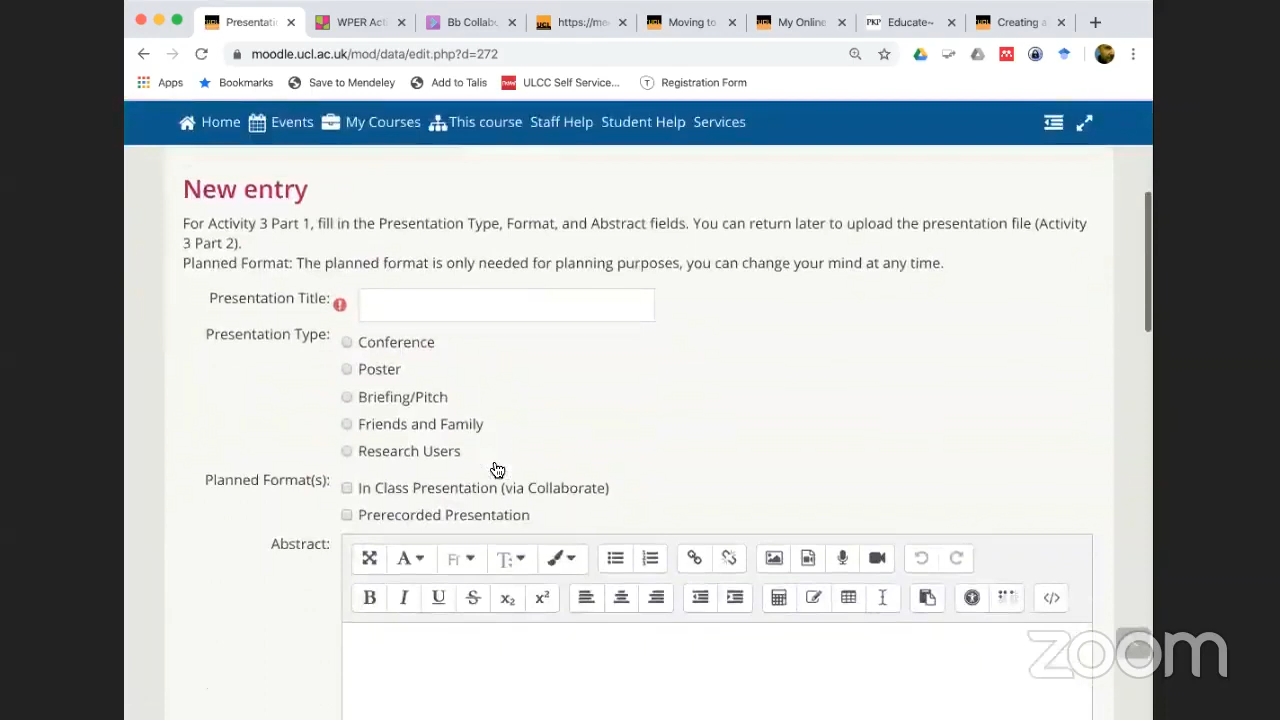 Presentati
WPER Act
Bb Collab
https://mo
Moving to
My Online
PKP Educate~
Creating a
moodle.ucl.ac.uk/mod/data/edit.php?d=272
Apps Bookmarks Save to Mendeley Add to Talis ULCC Self Service... Registration Form
Home Events My Courses This course Staff Help Student Help Services
New entry
For Activity 3 Part 1, fill in the Presentation Type, Format, and Abstract fields. You can return later to upload the presentation file (Activity
3 Part 2).
Planned Format: The planned format is only needed for planning purposes, you can change your mind at any time.
Presentation Title:
Presentation Type:
Conference
Poster
Briefing/Pitch
Friends and Family
Research Users
Planned Format(s):
In Class Presentation (via Collaborate)
Prerecorded Presentation
Abstract:
zoom